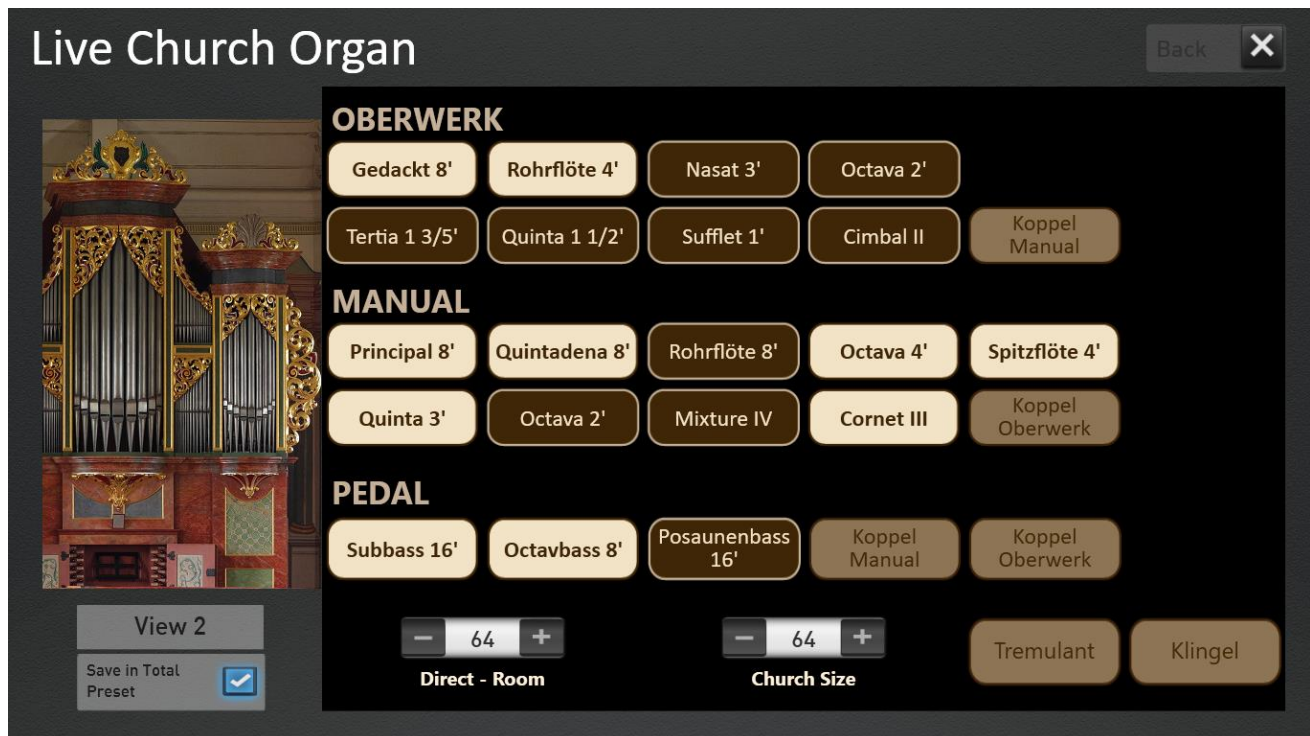 Live Church Organ
Back
OBERWERK
Gedackt 8'
Rohrflöte 4'
Nasat 3'
Octava 2'
Tertia 1 3/5'
Quinta 1 1/2'
Sufflet 1'
Cimbal II
Koppel
Manual
MANUAL
Principal 8'
Quintadena 8'
Rohrflöte 8'
Octava 4'
Spitzflöte 4'
Quinta 3'
Octava 2'
Mixture IV
Cornet III
Koppel
Oberwerk
PEDAL
Subbass 16'
Octavbass 8'
Posaunenbass
16'
Koppel
Manual
Koppel
Oberwerk
View 2
Save in Total
Preset
− 64 +
Direct - Room
− 64 +
Church Size
Tremulant
Klingel